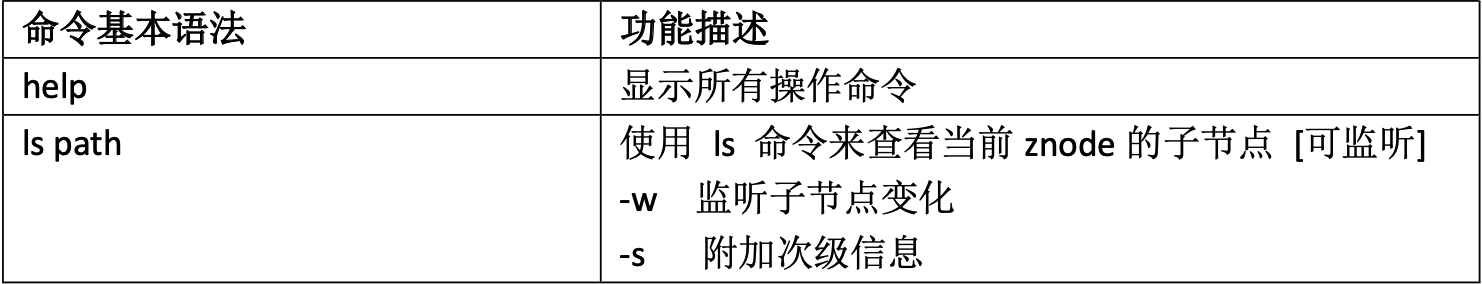 命令基本语法 功能描述
help 显示所有操作命令
ls path 使用 ls 命令来查看当前 znode 的子节点 [可监听]
-w 监听子节点变化
-s 附加次级信息